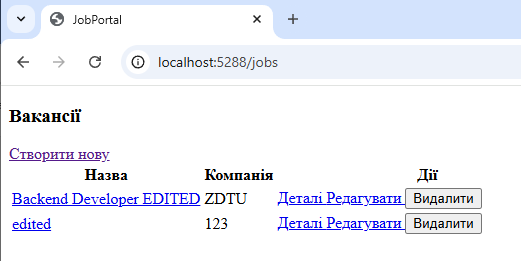 JobPortal
localhost:5288/jobs
Вакансії
Створити нову
Назва Компанія Дії
Backend Developer EDITED ZDTU Деталі Редагувати Видалити
edited 123 Деталі Редагувати Видалити